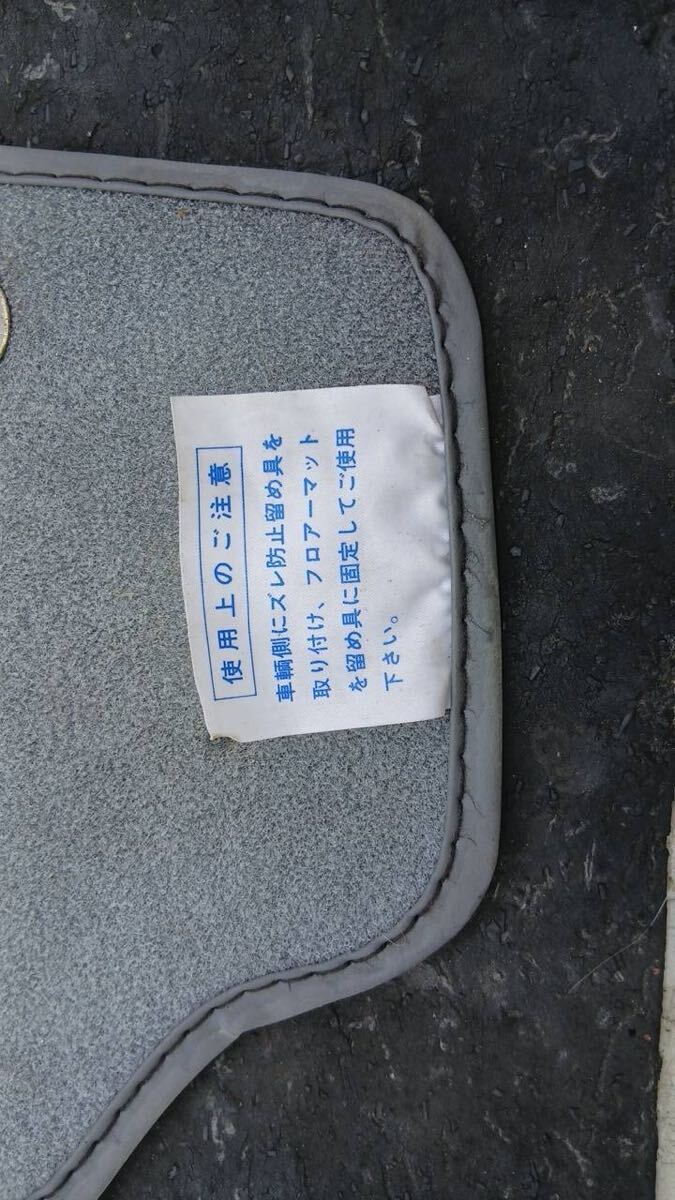 使用上のご注意
車輌側にズレ防止留め具を
取り付け、フロアーマット
を留め具に固定してご使用
下さい。